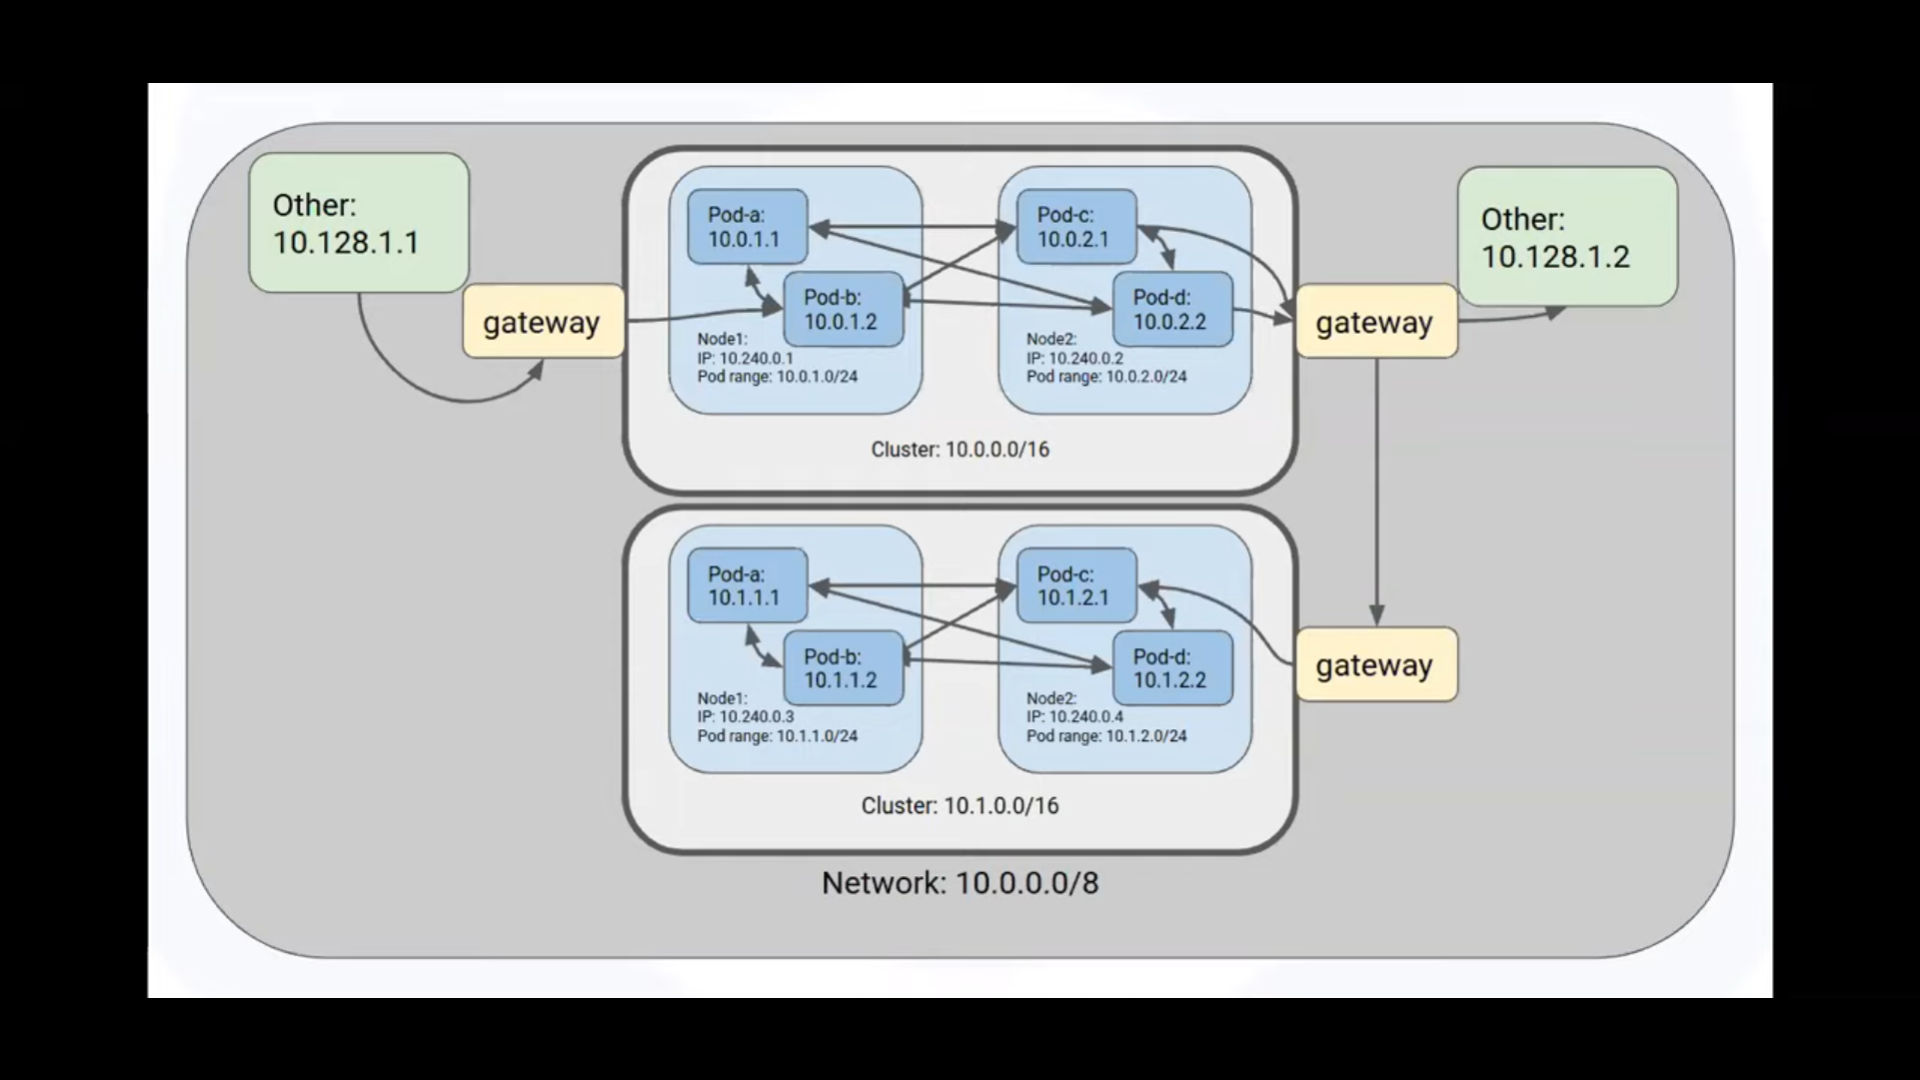 Other:
10.128.1.1
gateway
Pod-a:
10.0.1.1
Pod-b:
10.0.1.2
Node1:
IP: 10.240.0.1
Pod range: 10.0.1.0/24
Pod-c:
10.0.2.1
Pod-d:
10.0.2.2
Node2:
IP: 10.240.0.2
Pod range: 10.0.2.0/24
Cluster: 10.0.0.0/16
gateway
Other:
10.128.1.2
Pod-a:
10.1.1.1
Pod-b:
10.1.1.2
Node1:
IP: 10.240.0.3
Pod range: 10.1.1.0/24
Pod-c:
10.1.2.1
Pod-d:
10.1.2.2
Node2:
IP: 10.240.0.4
Pod range: 10.1.2.0/24
Cluster: 10.1.0.0/16
gateway
Network: 10.0.0.0/8